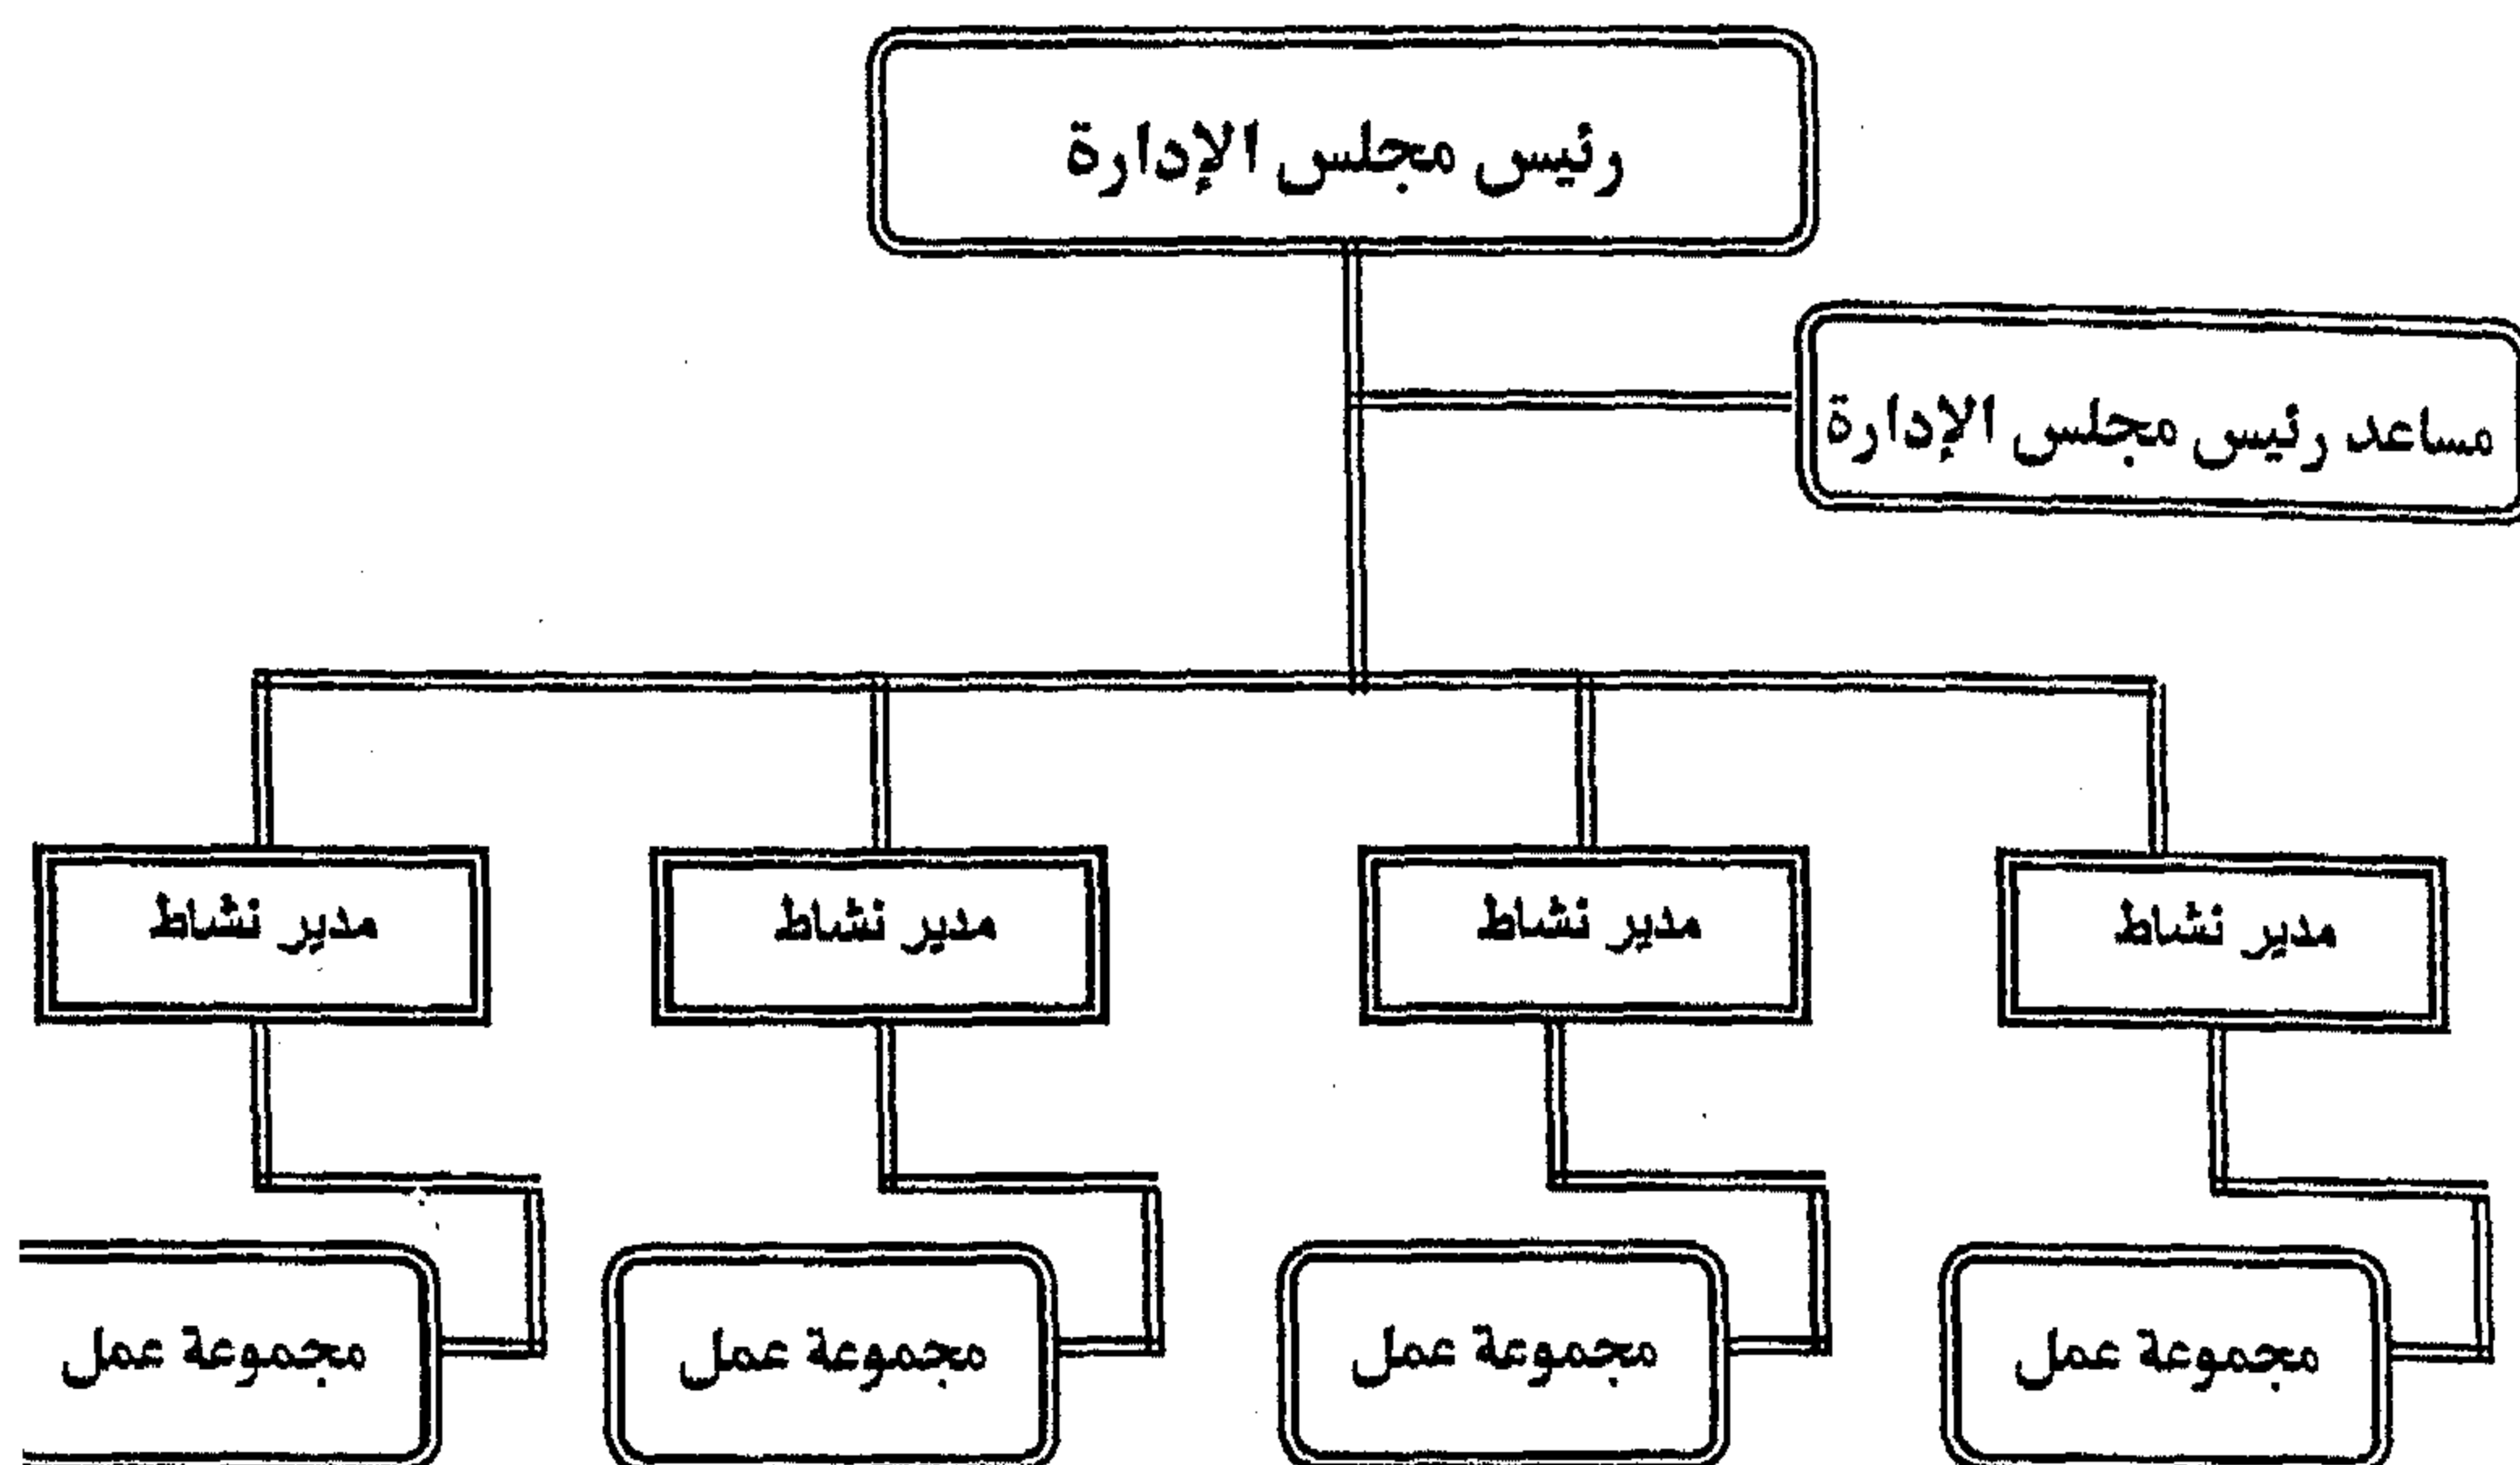 رئيس مجلس الإدارة
مساعد رئيس مجلس الإدارة
مدير نشاط
مدير نشاط
مدير نشاط
مدير نشاط
مجموعة عمل
مجموعة عمل
مجموعة عمل
مجموعة عمل